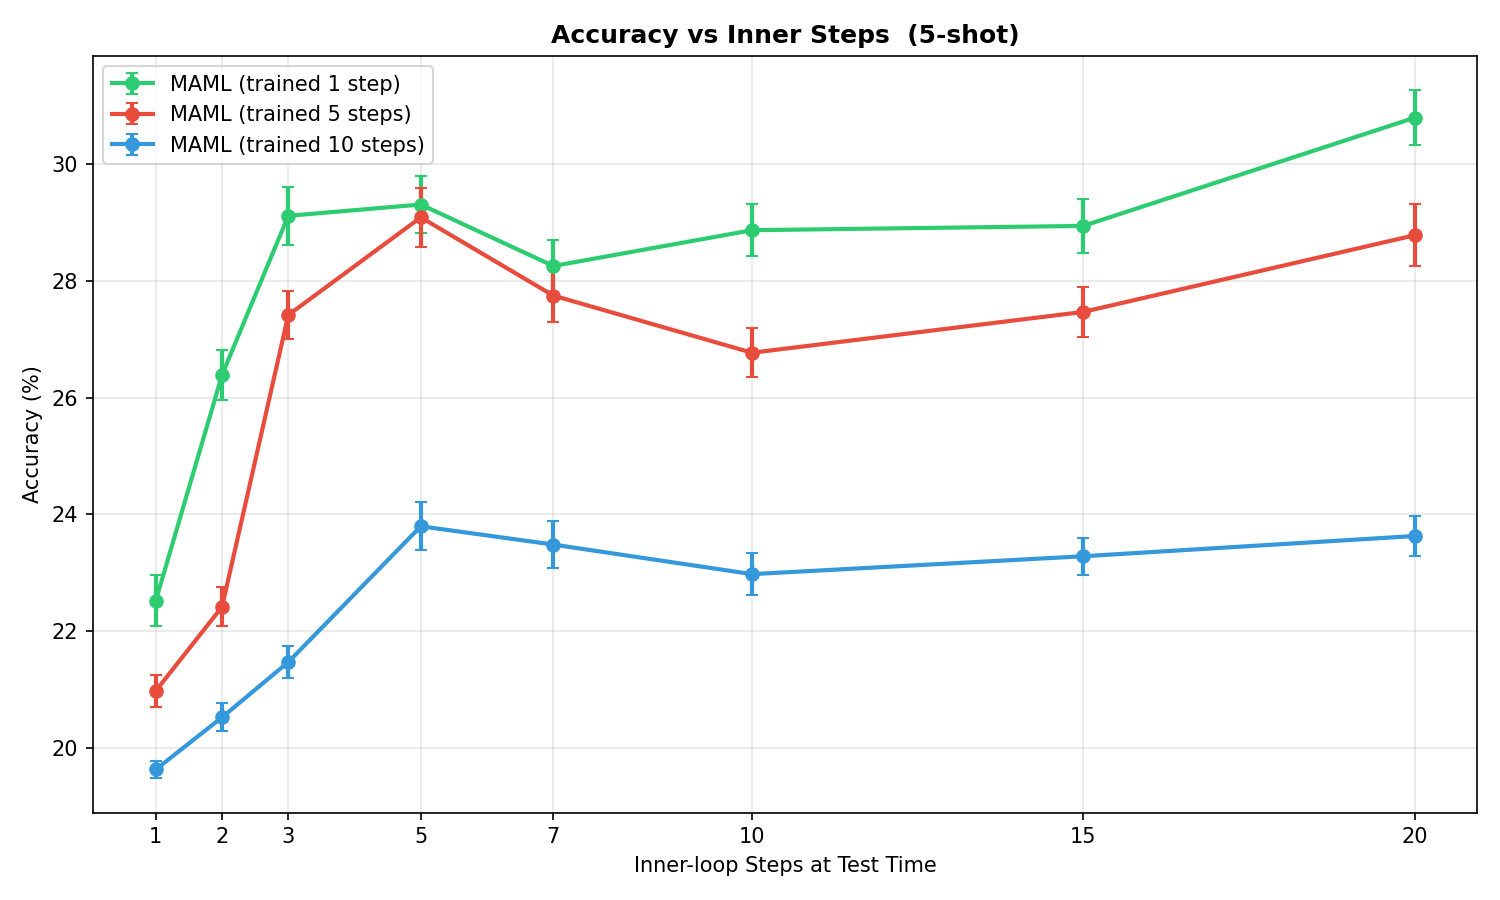 Accuracy vs Inner Steps (5-shot)
MAML (trained 1 step)
MAML (trained 5 steps)
MAML (trained 10 steps)
Accuracy (%)
30
28
26
24
22
20
1 2 3 5 7 10 15 20
Inner-loop Steps at Test Time